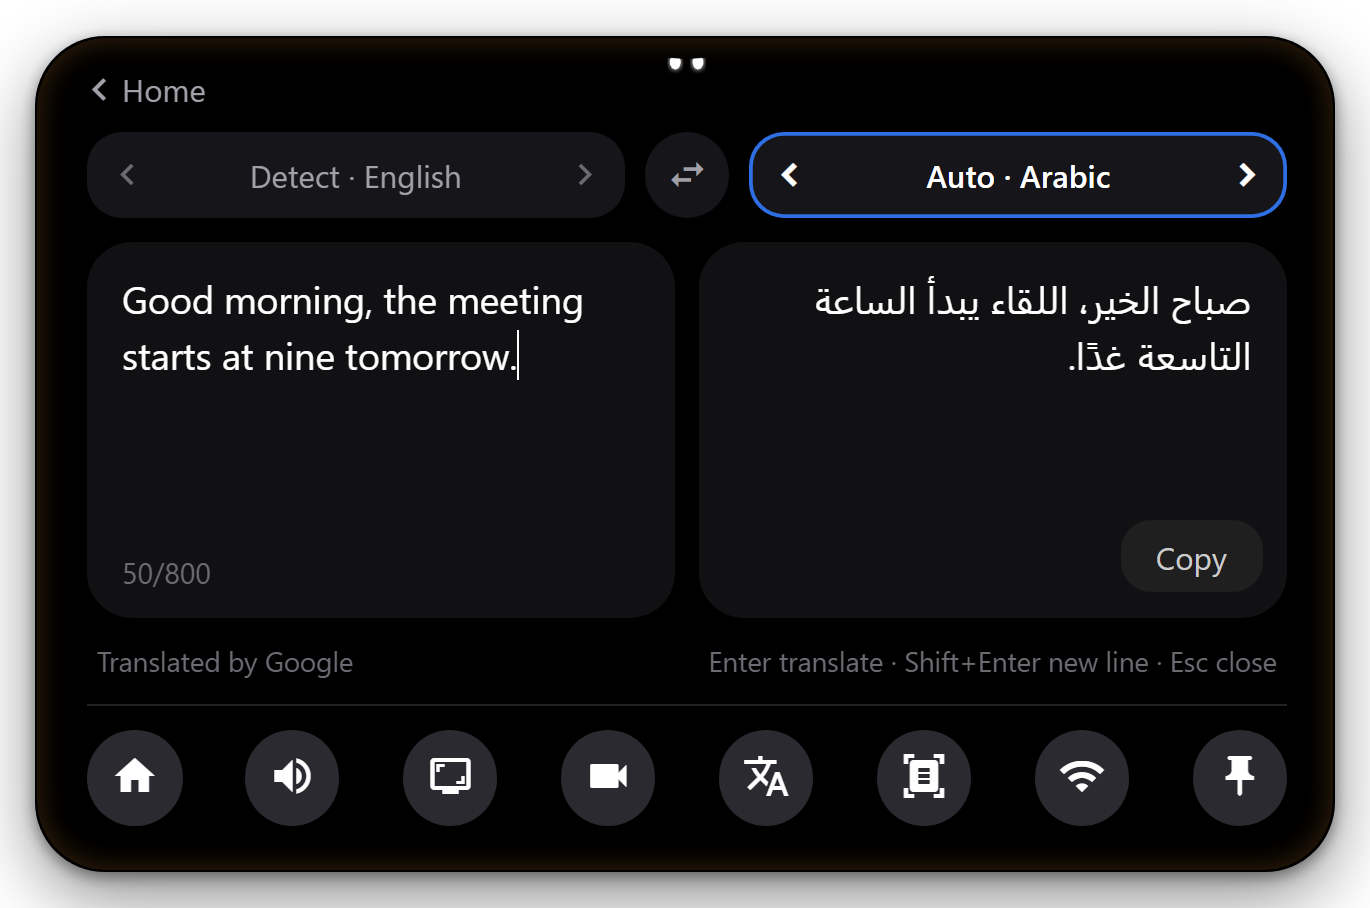 Home
Detect · English
Auto · Arabic
Good morning, the meeting
starts at nine tomorrow.
50/800
صباح الخير، اللقاء يبدأ الساعة
التاسعة غدًا.
Copy
Translated by Google
Enter translate · Shift+Enter new line · Esc close